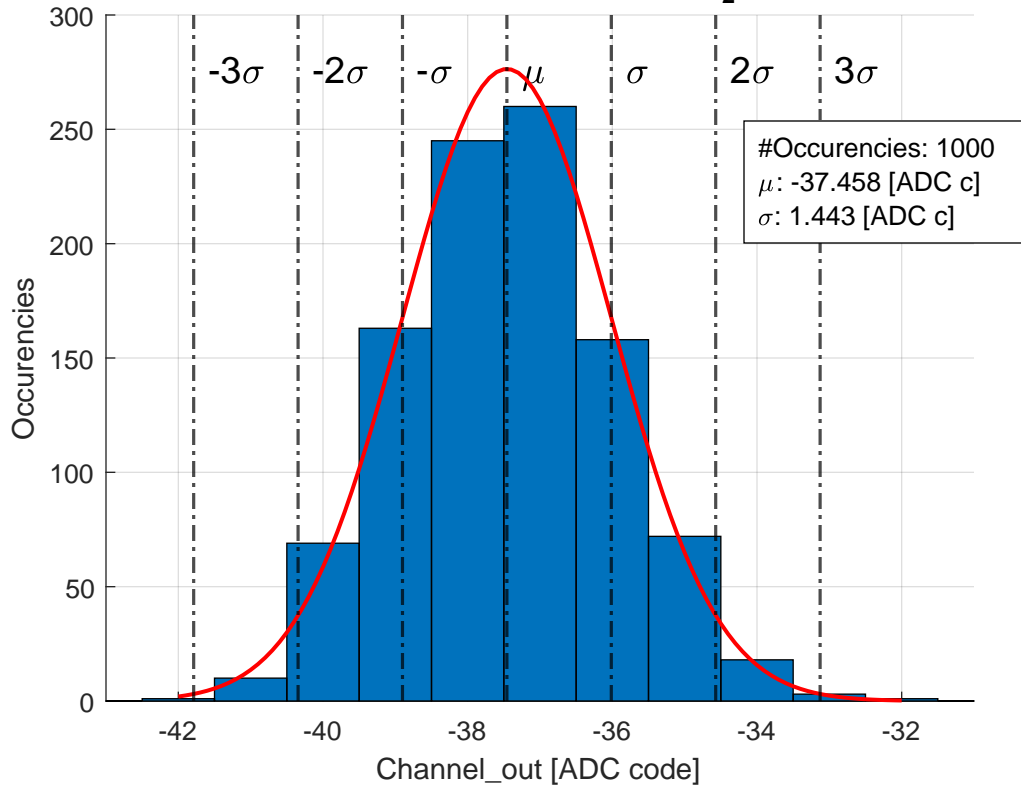 300
250
200
150
100
50
0
Occurencies
-3σ
-2σ
-σ
μ
σ
2σ
3σ
#Occurencies: 1000
μ: -37.458 [ADC c]
σ: 1.443 [ADC c]
-42
-40
-38
-36
-34
-32
Channel_out [ADC code]